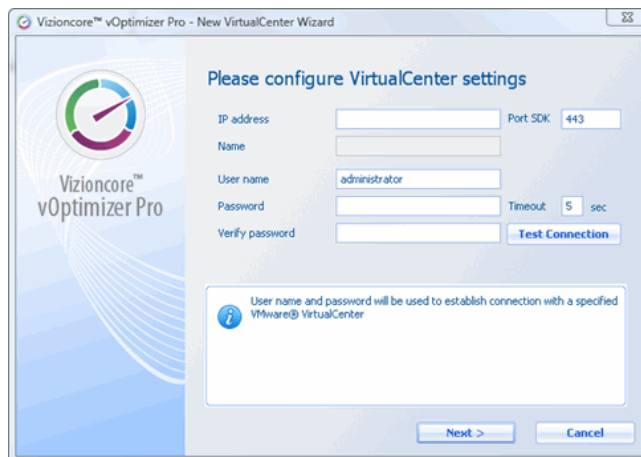 Vizioncore™ vOptimizer Pro - New VirtualCenter Wizard
Vizioncore™
vOptimizer Pro
Please configure VirtualCenter settings
IP address
Port SDK 443
Name
User name administrator
Password
Timeout 5 sec
Verify password
Test Connection
User name and password will be used to establish connection with a specified
VMware® VirtualCenter
Next >
Cancel